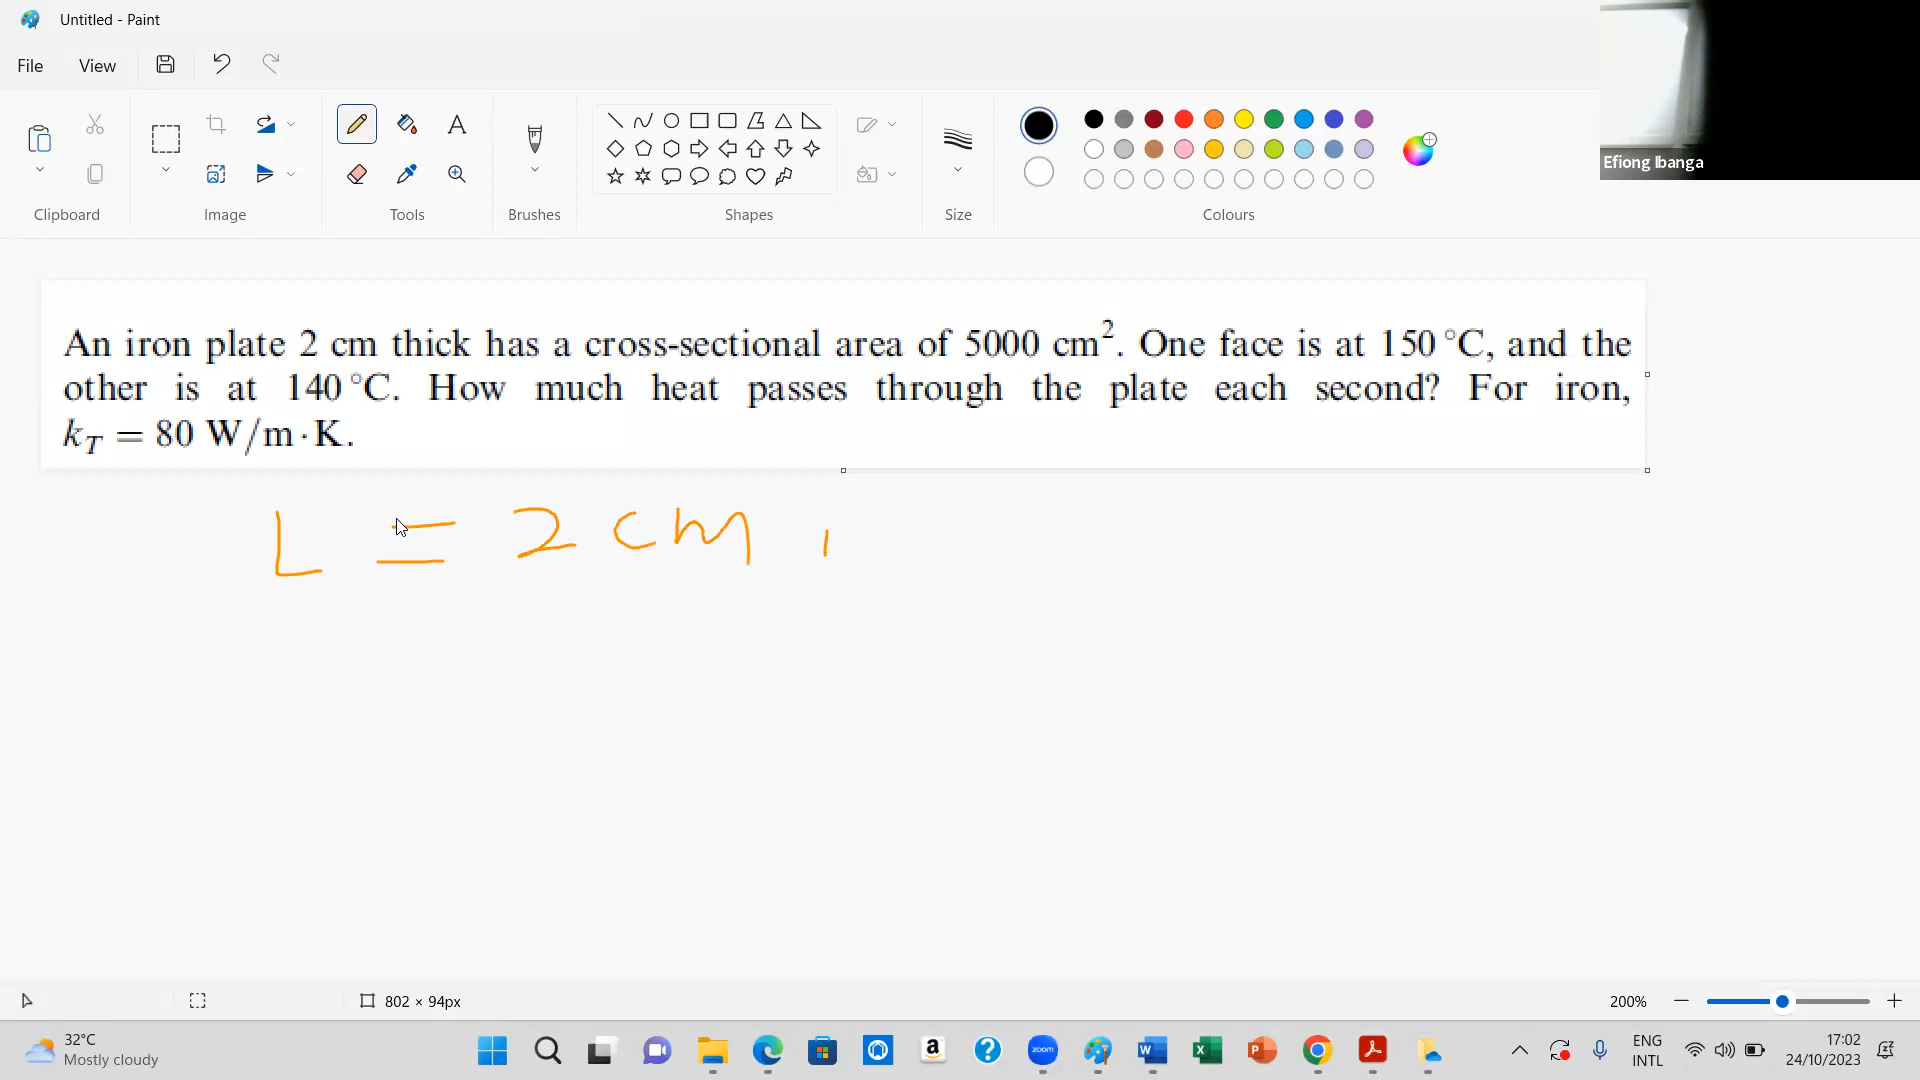 Untitled - Paint
File View
Clipboard Image Tools Brushes Shapes Size Colours
Efiong Ibanga
An iron plate 2 cm thick has a cross-sectional area of 5000 cm². One face is at 150 °C, and the
other is at 140 °C. How much heat passes through the plate each second? For iron,
k_T = 80 W/m·K.
L = 2 cm ,
802 × 94px
200%
32°C
Mostly cloudy
zoom
ENG
INTL
17:02
24/10/2023